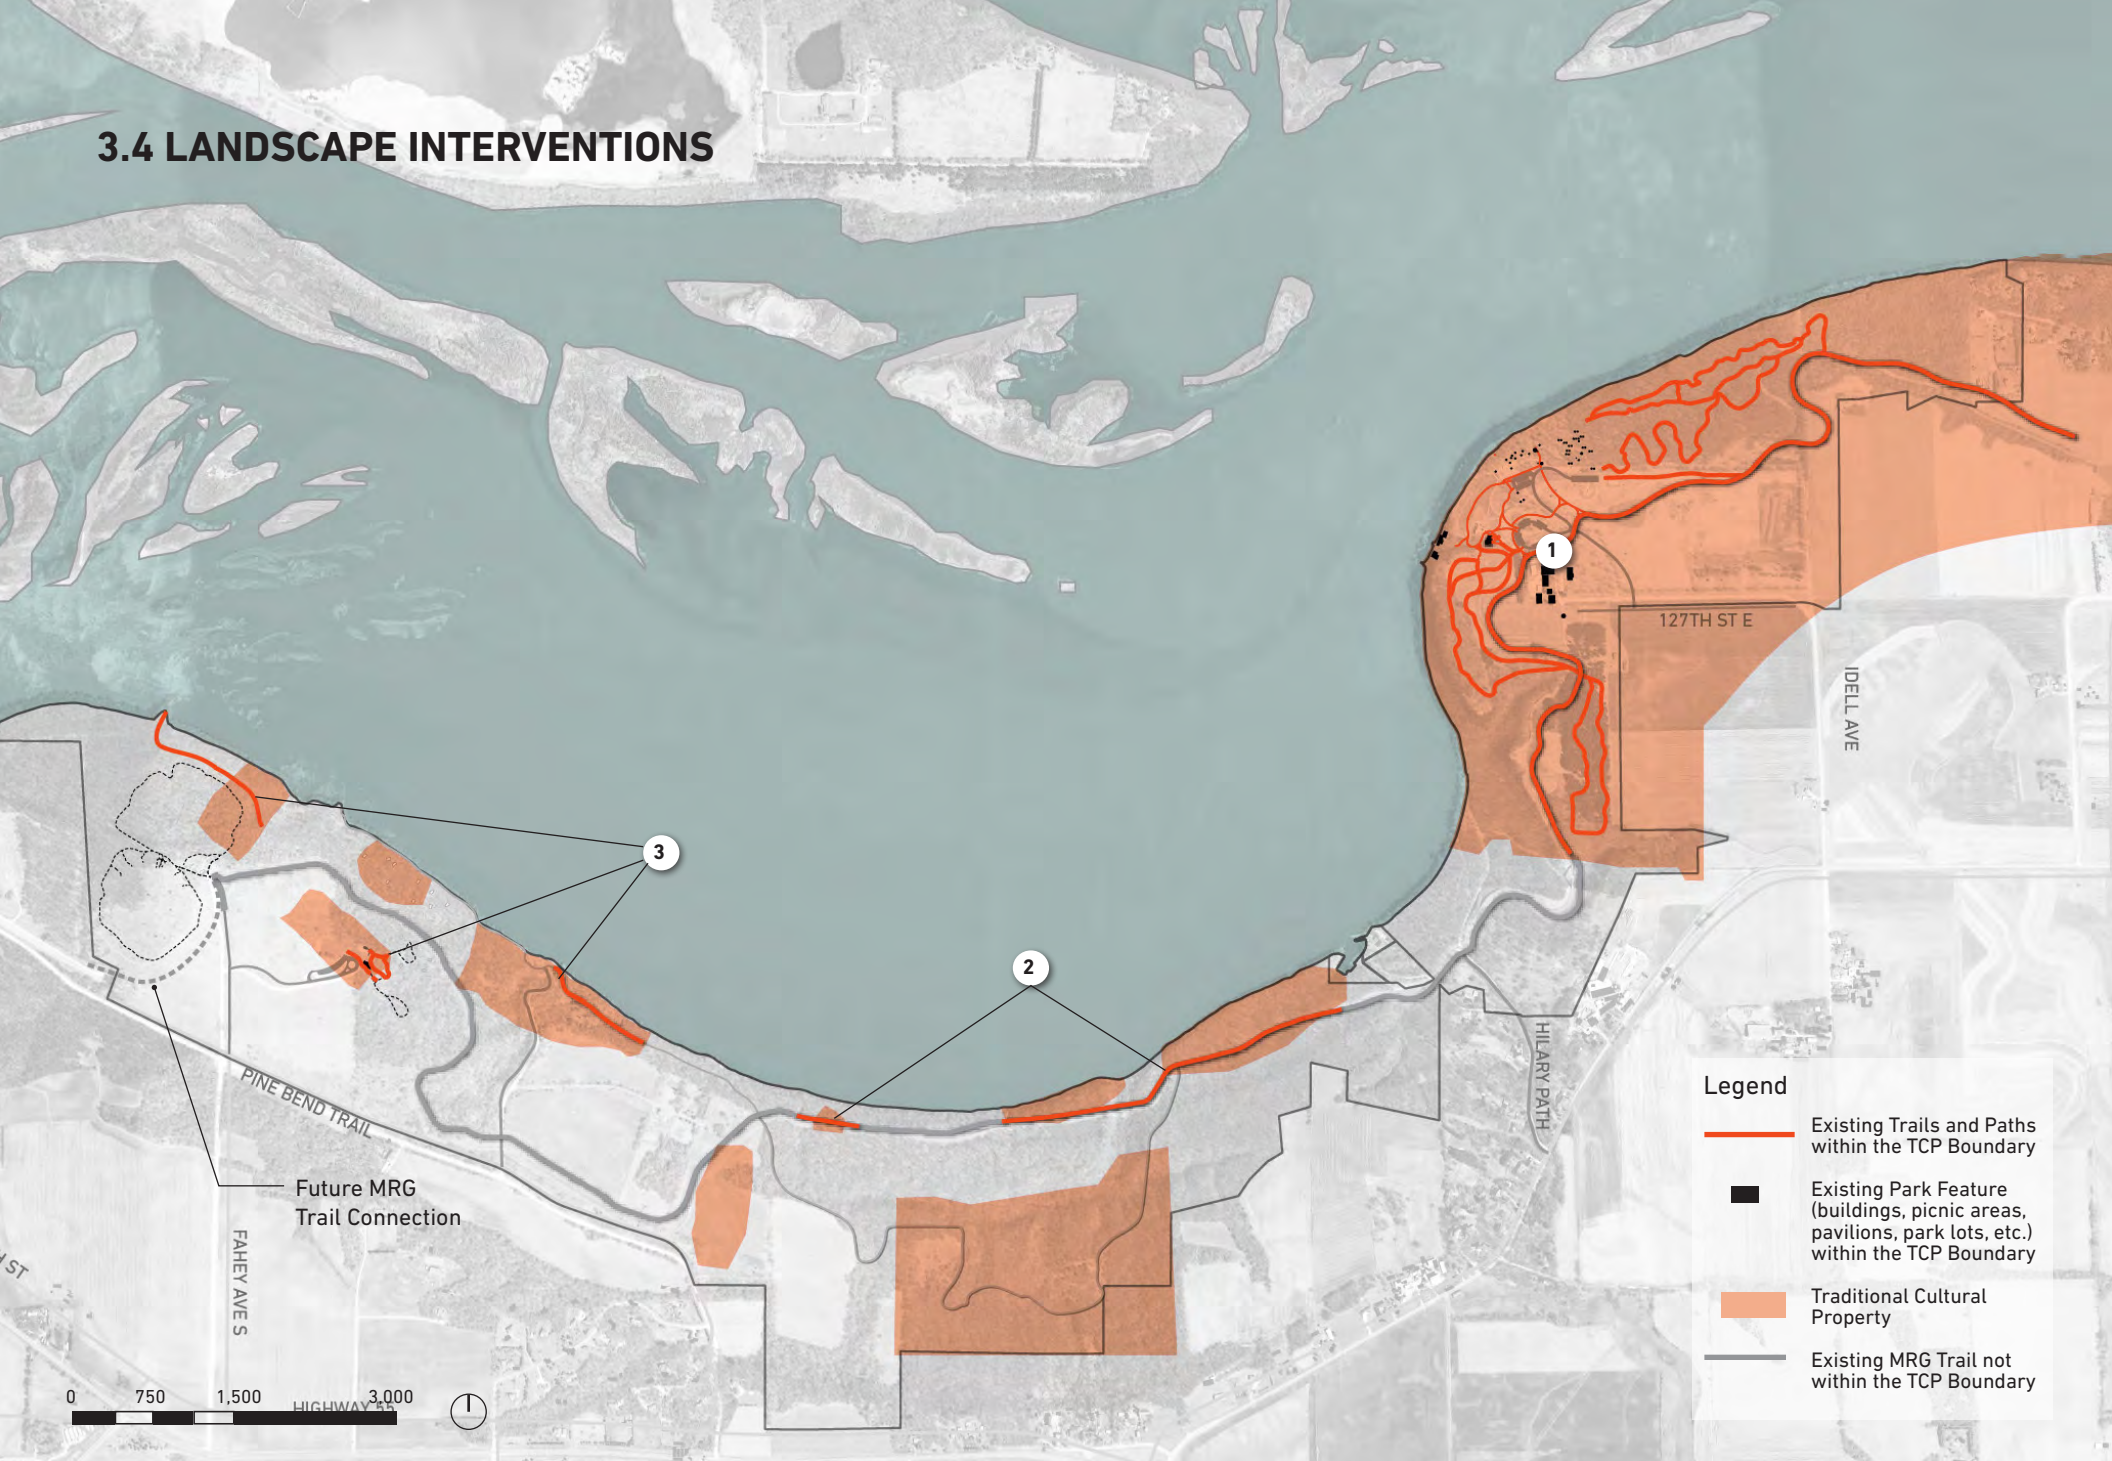 3.4 LANDSCAPE INTERVENTIONS
1
127TH ST E
IDELL AVE
3
2
HILARY PATH
PINE BEND TRAIL
Future MRG
Trail Connection
FAHEY AVE S
ST
0 750 1,500 3,000
HIGHWAY 55
Legend
Existing Trails and Paths
within the TCP Boundary
Existing Park Feature
(buildings, picnic areas,
pavilions, park lots, etc.)
within the TCP Boundary
Traditional Cultural
Property
Existing MRG Trail not
within the TCP Boundary